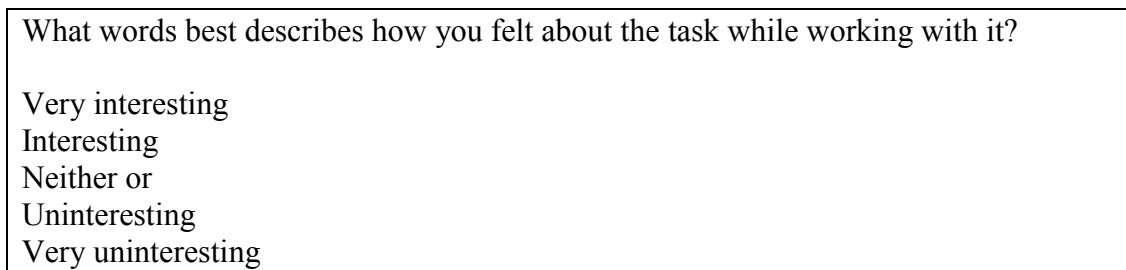 What words best describes how you felt about the task while working with it?
Very interesting
Interesting
Neither or
Uninteresting
Very uninteresting